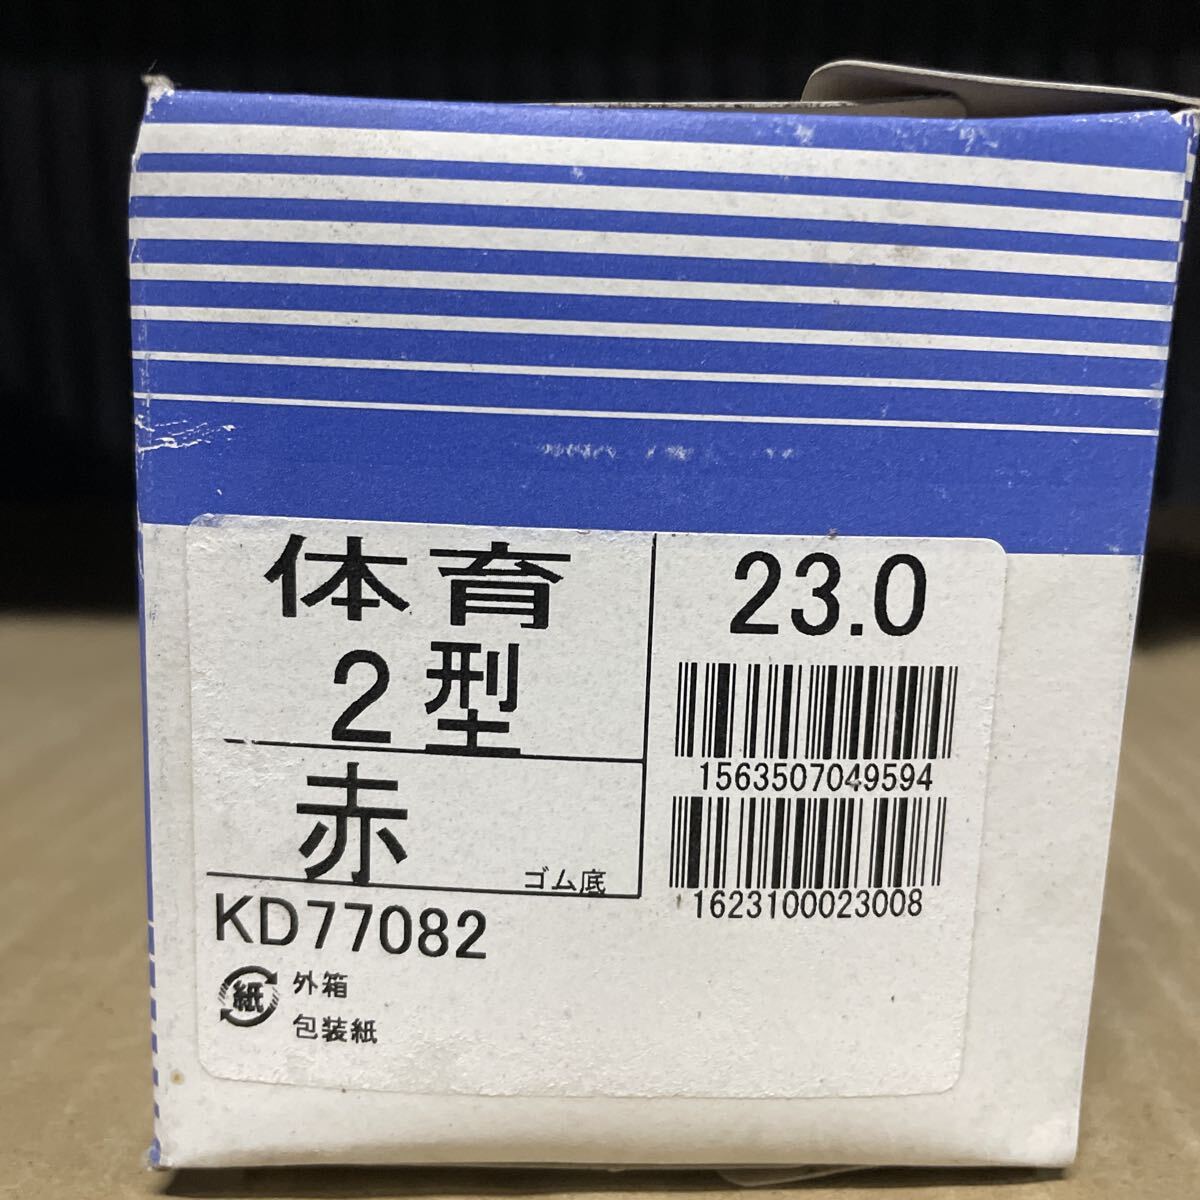 体育
2型
赤
ゴム底
KD77082
紙
外箱
包装紙
23.0
1563507049594
1623100023008